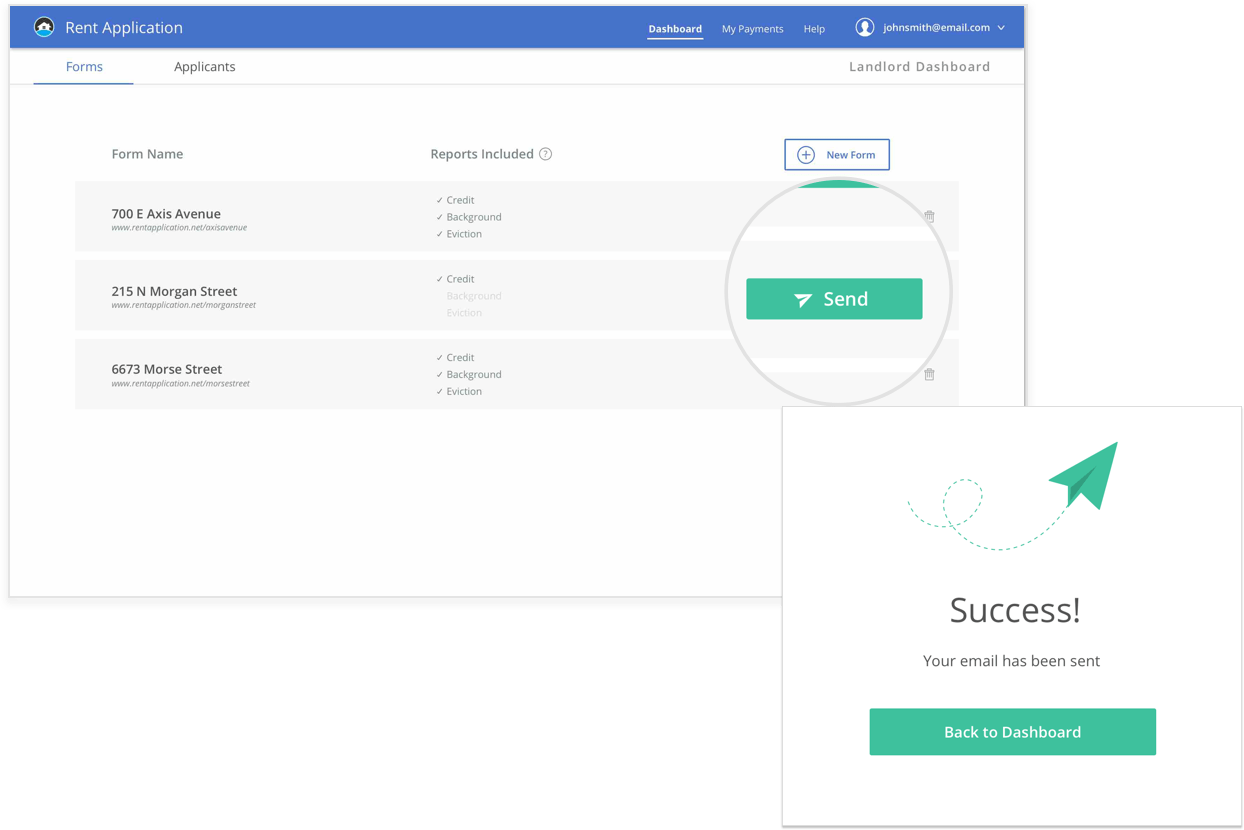 Rent Application
Dashboard
My Payments
Help
johnsmith@email.com
Forms
Applicants
Landlord Dashboard
Form Name
Reports Included ?
New Form
700 E Axis Avenue
www.rentapplication.net/axisavenue
✓ Credit
✓ Background
✓ Eviction
215 N Morgan Street
www.rentapplication.net/morganstreet
✓ Credit
Background
Eviction
Send
6673 Morse Street
www.rentapplication.net/morsestreet
✓ Credit
✓ Background
✓ Eviction
Success!
Your email has been sent
Back to Dashboard